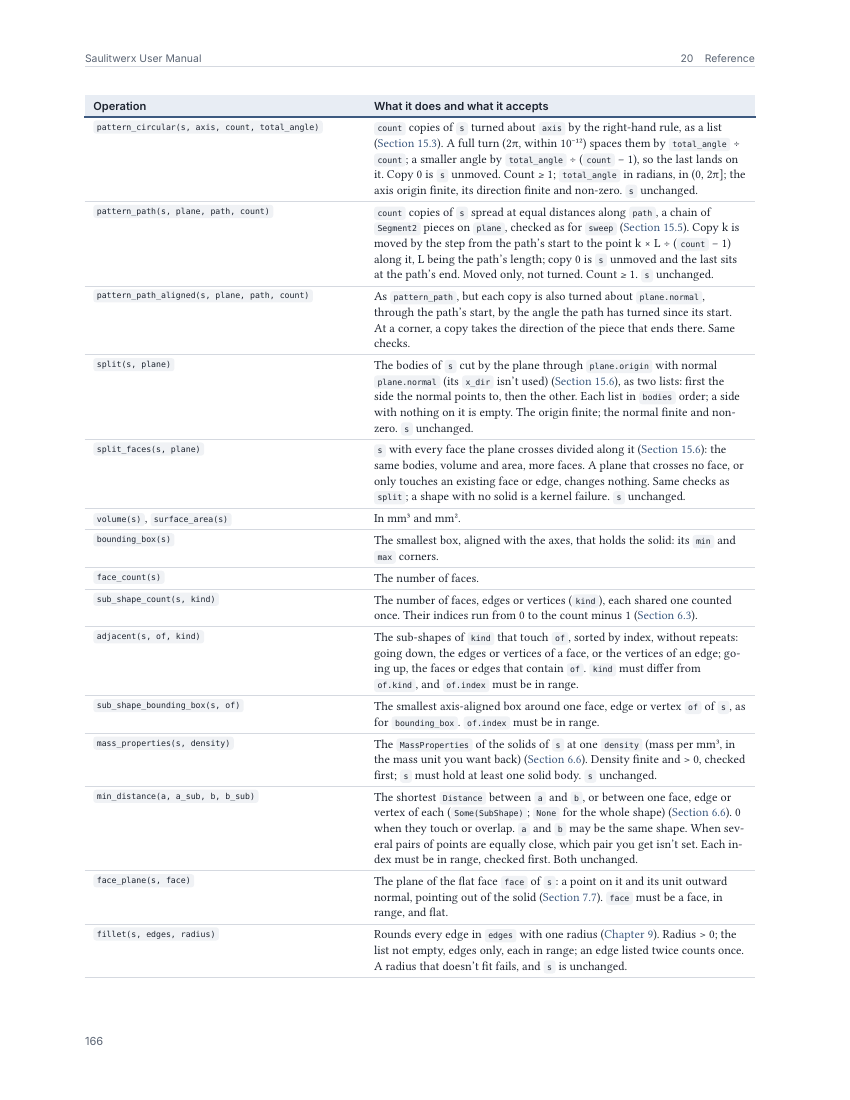 Saulitwerx User Manual
20 Reference
Operation
What it does and what it accepts
pattern_circular(s, axis, count, total_angle)
count copies of s turned about axis by the right-hand rule, as a list
(Section 15.3). A full turn (2π, within 10⁻¹²) spaces them by total_angle ÷
count; a smaller angle by total_angle ÷ (count − 1), so the last lands on
it. Copy 0 is s unmoved. Count ≥ 1; total_angle in radians, in (0, 2π]; the
axis origin finite, its direction finite and non-zero. s unchanged.
pattern_path(s, plane, path, count)
count copies of s spread at equal distances along path, a chain of
Segment2 pieces on plane, checked as for sweep (Section 15.5). Copy k is
moved by the step from the path's start to the point k × L ÷ (count − 1)
along it, L being the path's length; copy 0 is s unmoved and the last sits
at the path's end. Moved only, not turned. Count ≥ 1. s unchanged.
pattern_path_aligned(s, plane, path, count)
As pattern_path, but each copy is also turned about plane.normal,
through the path's start, by the angle the path has turned since its start.
At a corner, a copy takes the direction of the piece that ends there. Same
checks.
split(s, plane)
The bodies of s cut by the plane through plane.origin with normal
plane.normal (its x_dir isn't used) (Section 15.6), as two lists: first the
side the normal points to, then the other. Each list in bodies order; a side
with nothing on it is empty. The origin finite; the normal finite and non-
zero. s unchanged.
split_faces(s, plane)
s with every face the plane crosses divided along it (Section 15.6): the
same bodies, volume and area, more faces. A plane that crosses no face, or
only touches an existing face or edge, changes nothing. Same checks as
split; a shape with no solid is a kernel failure. s unchanged.
volume(s), surface_area(s)
In mm³ and mm².
bounding_box(s)
The smallest box, aligned with the axes, that holds the solid: its min and
max corners.
face_count(s)
The number of faces.
sub_shape_count(s, kind)
The number of faces, edges or vertices (kind), each shared one counted
once. Their indices run from 0 to the count minus 1 (Section 6.3).
adjacent(s, of, kind)
The sub-shapes of kind that touch of, sorted by index, without repeats:
going down, the edges or vertices of a face, or the vertices of an edge; go-
ing up, the faces or edges that contain of. kind must differ from
of.kind, and of.index must be in range.
sub_shape_bounding_box(s, of)
The smallest axis-aligned box around one face, edge or vertex of of s, as
for bounding_box. of.index must be in range.
mass_properties(s, density)
The MassProperties of the solids of s at one density (mass per mm³, in
the mass unit you want back) (Section 6.6). Density finite and > 0, checked
first; s must hold at least one solid body. s unchanged.
min_distance(a, a_sub, b, b_sub)
The shortest Distance between a and b, or between one face, edge or
vertex of each (Some(SubShape); None for the whole shape) (Section 6.6). 0
when they touch or overlap. a and b may be the same shape. When sev-
eral pairs of points are equally close, which pair you get isn't set. Each in-
dex must be in range, checked first. Both unchanged.
face_plane(s, face)
The plane of the flat face face of s: a point on it and its unit outward
normal, pointing out of the solid (Section 7.7). face must be a face, in
range, and flat.
fillet(s, edges, radius)
Rounds every edge in edges with one radius (Chapter 9). Radius > 0; the
list not empty, edges only, each in range; an edge listed twice counts once.
A radius that doesn't fit fails, and s is unchanged.
166